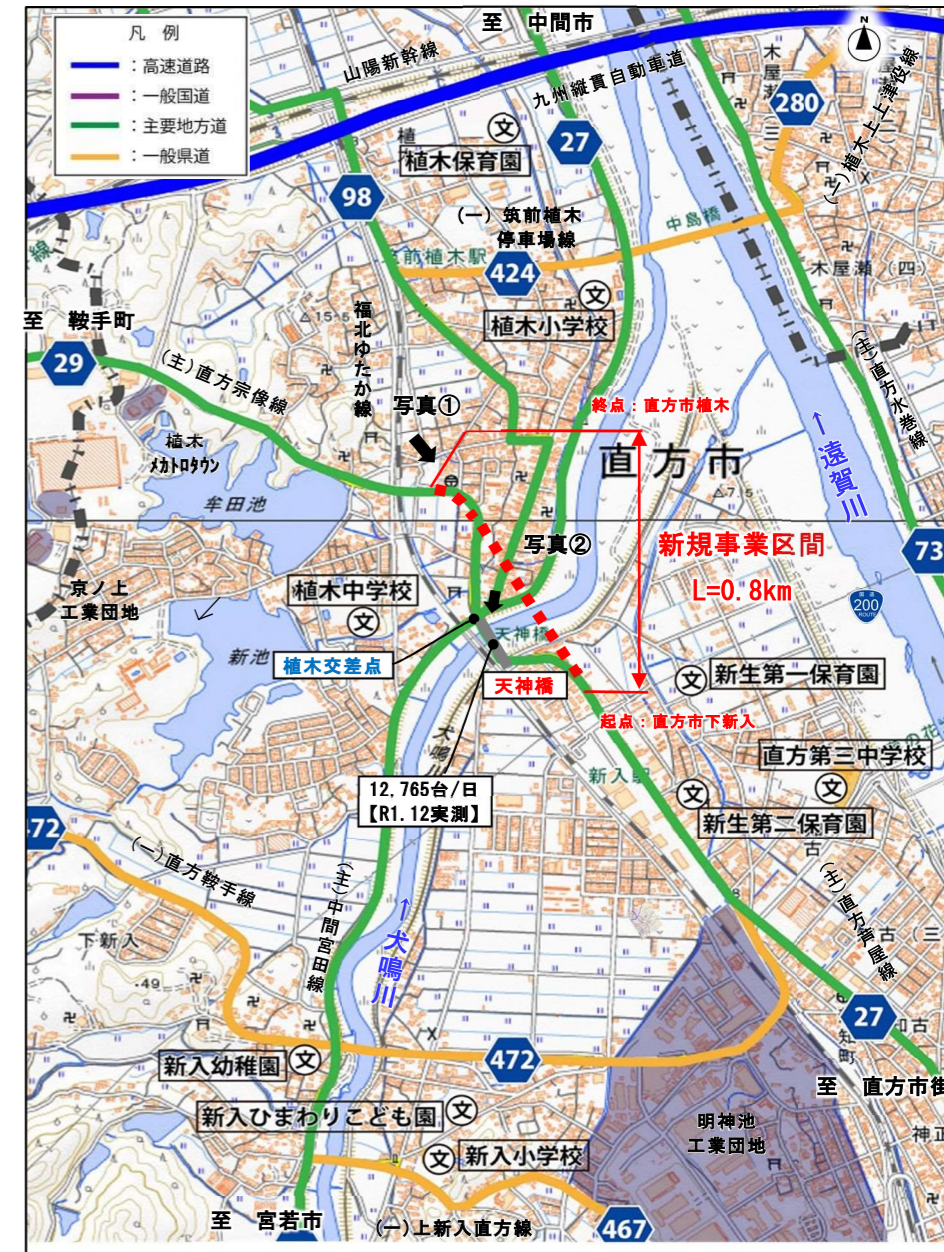 至 中間市
凡 例
：高速道路
：一般国道
：主要地方道
：一般県道
N
山陽新幹線
九州縦貫自動車道
木屋瀬
280
(一)植木上上津役線
植木保育園
27
98
(一)筑前植木
停車場線
中島橋
前植木駅
424
木屋瀬(四)
植木小学校
15.5
福北ゆたか線
至 鞍手町
29
(主)直方宗像線
(主)直方水巻線
写真①
終点：直方市植木
植木
メカトロタウン
直方市
←遠賀川
牟田池
7.5
写真②
新規事業区間
L=0.8km
73
京ノ上
工業団地
植木中学校
国道
200
ROUTE
新池
天神橋
植木交差点
天神橋
新生第一保育園
起点：直方市下新入
犬鳴川
直方第三中学校
新入駅
12,765台/日
【R1.12実測】
新生第二保育園
472
(一)直方鞍手線
(主)中間宮田線
(主)直方芦屋線
下新入
←犬鳴川
49
27
新入幼稚園
472
至 直方市街
新入ひまわりこども園
明神池
工業団地
新入小学校
至 宮若市
(一)上新入直方線
467